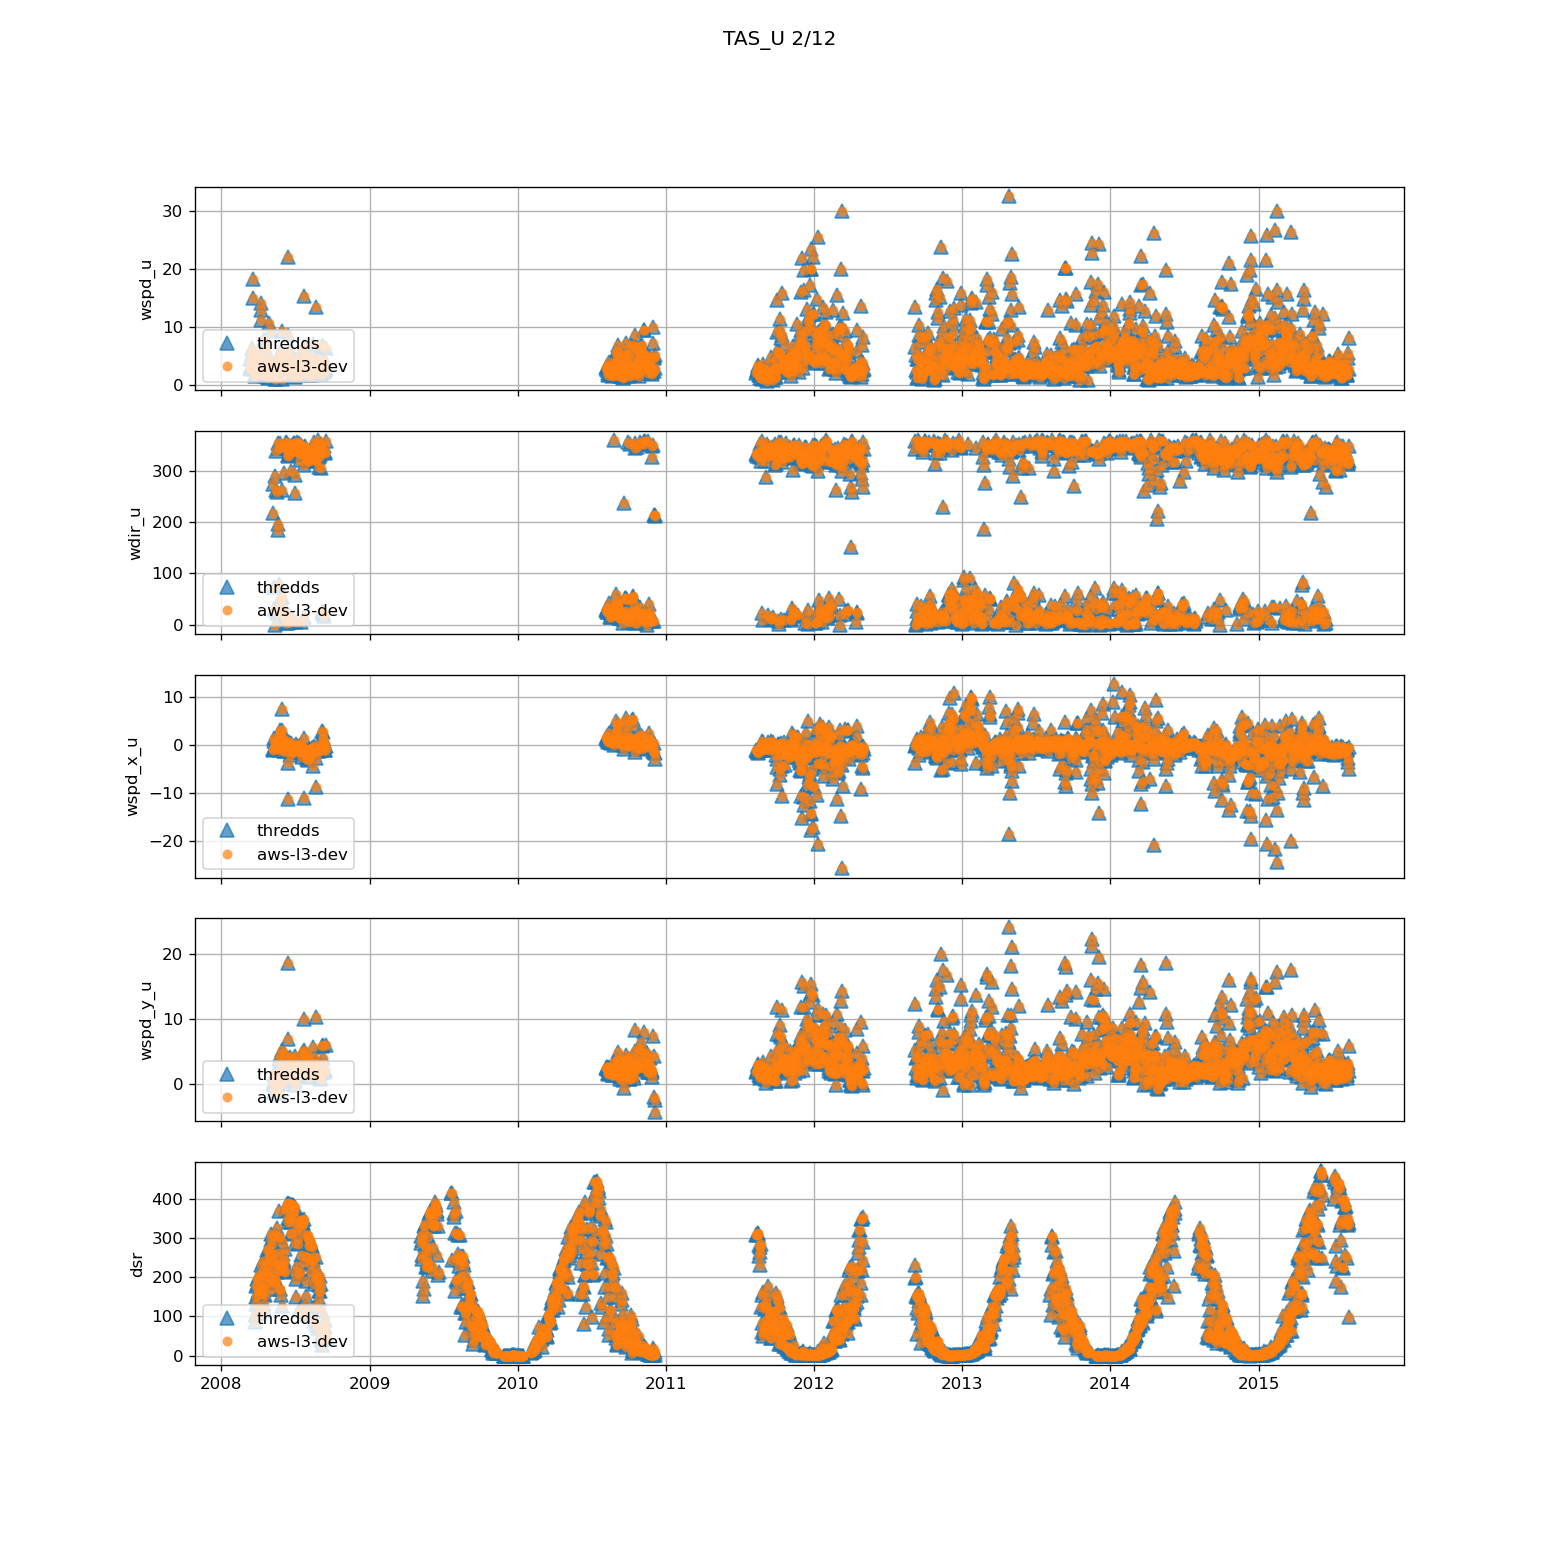 TAS_U 2/12
wspd_u
30
20
10
0
thredds
aws-l3-dev
wdir_u
300
200
100
0
thredds
aws-l3-dev
wspd_x_u
10
0
−10
−20
thredds
aws-l3-dev
wspd_y_u
20
10
0
thredds
aws-l3-dev
dsr
400
300
200
100
0
thredds
aws-l3-dev
2008 2009 2010 2011 2012 2013 2014 2015